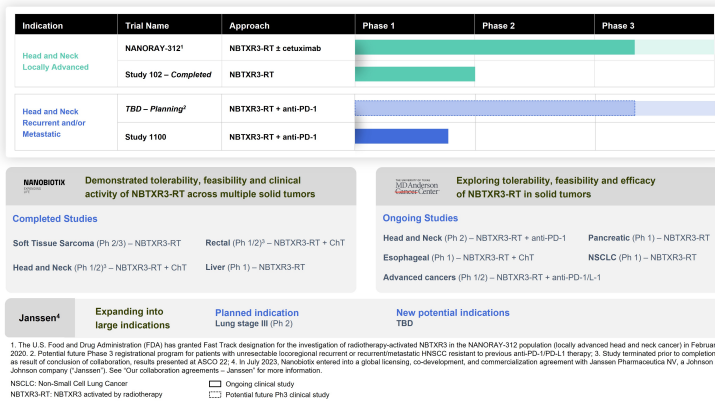 Indication Trial Name Approach Phase 1 Phase 2 Phase 3
Head and Neck
Locally Advanced
NANORAY-312¹ NBTXR3-RT ± cetuximab
Study 102 – Completed NBTXR3-RT
Head and Neck
Recurrent and/or
Metastatic
TBD – Planning² NBTXR3-RT + anti-PD-1
Study 1100 NBTXR3-RT + anti-PD-1
NANOBIOTIX
EXPANDING
LIFE
Demonstrated tolerability, feasibility and clinical
activity of NBTXR3-RT across multiple solid tumors
Completed Studies
Soft Tissue Sarcoma (Ph 2/3) – NBTXR3-RT
Rectal (Ph 1/2)³ – NBTXR3-RT + ChT
Head and Neck (Ph 1/2)³ – NBTXR3-RT + ChT
Liver (Ph 1) – NBTXR3-RT
THE UNIVERSITY OF TEXAS
MD Anderson
Cancer Center
Exploring tolerability, feasibility and efficacy
of NBTXR3-RT in solid tumors
Ongoing Studies
Head and Neck (Ph 2) – NBTXR3-RT + anti-PD-1
Pancreatic (Ph 1) – NBTXR3-RT
Esophageal (Ph 1) – NBTXR3-RT + ChT
NSCLC (Ph 1) – NBTXR3-RT
Advanced cancers (Ph 1/2) – NBTXR3-RT + anti-PD-1/L-1
Janssen⁴
Expanding into
large indications
Planned indication
Lung stage III (Ph 2)
New potential indications
TBD
1. The U.S. Food and Drug Administration (FDA) has granted Fast Track designation for the investigation of radiotherapy-activated NBTXR3 in the NANORAY-312 population (locally advanced head and neck cancer) in Februar
2020. 2. Potential future Phase 3 registrational program for patients with unresectable locoregional recurrent or recurrent/metastatic HNSCC resistant to previous anti-PD-1/PD-L1 therapy; 3. Study terminated prior to completion
as result of conclusion of collaboration, results presented at ASCO 22; 4. In July 2023, Nanobiotix entered into a global licensing, co-development, and commercialization agreement with Janssen Pharmaceutica NV, a Johnson
Johnson company ("Janssen"). See "Our collaboration agreements – Janssen" for more information.
NSCLC: Non-Small Cell Lung Cancer
Ongoing clinical study
NBTXR3-RT: NBTXR3 activated by radiotherapy
Potential future Ph3 clinical study